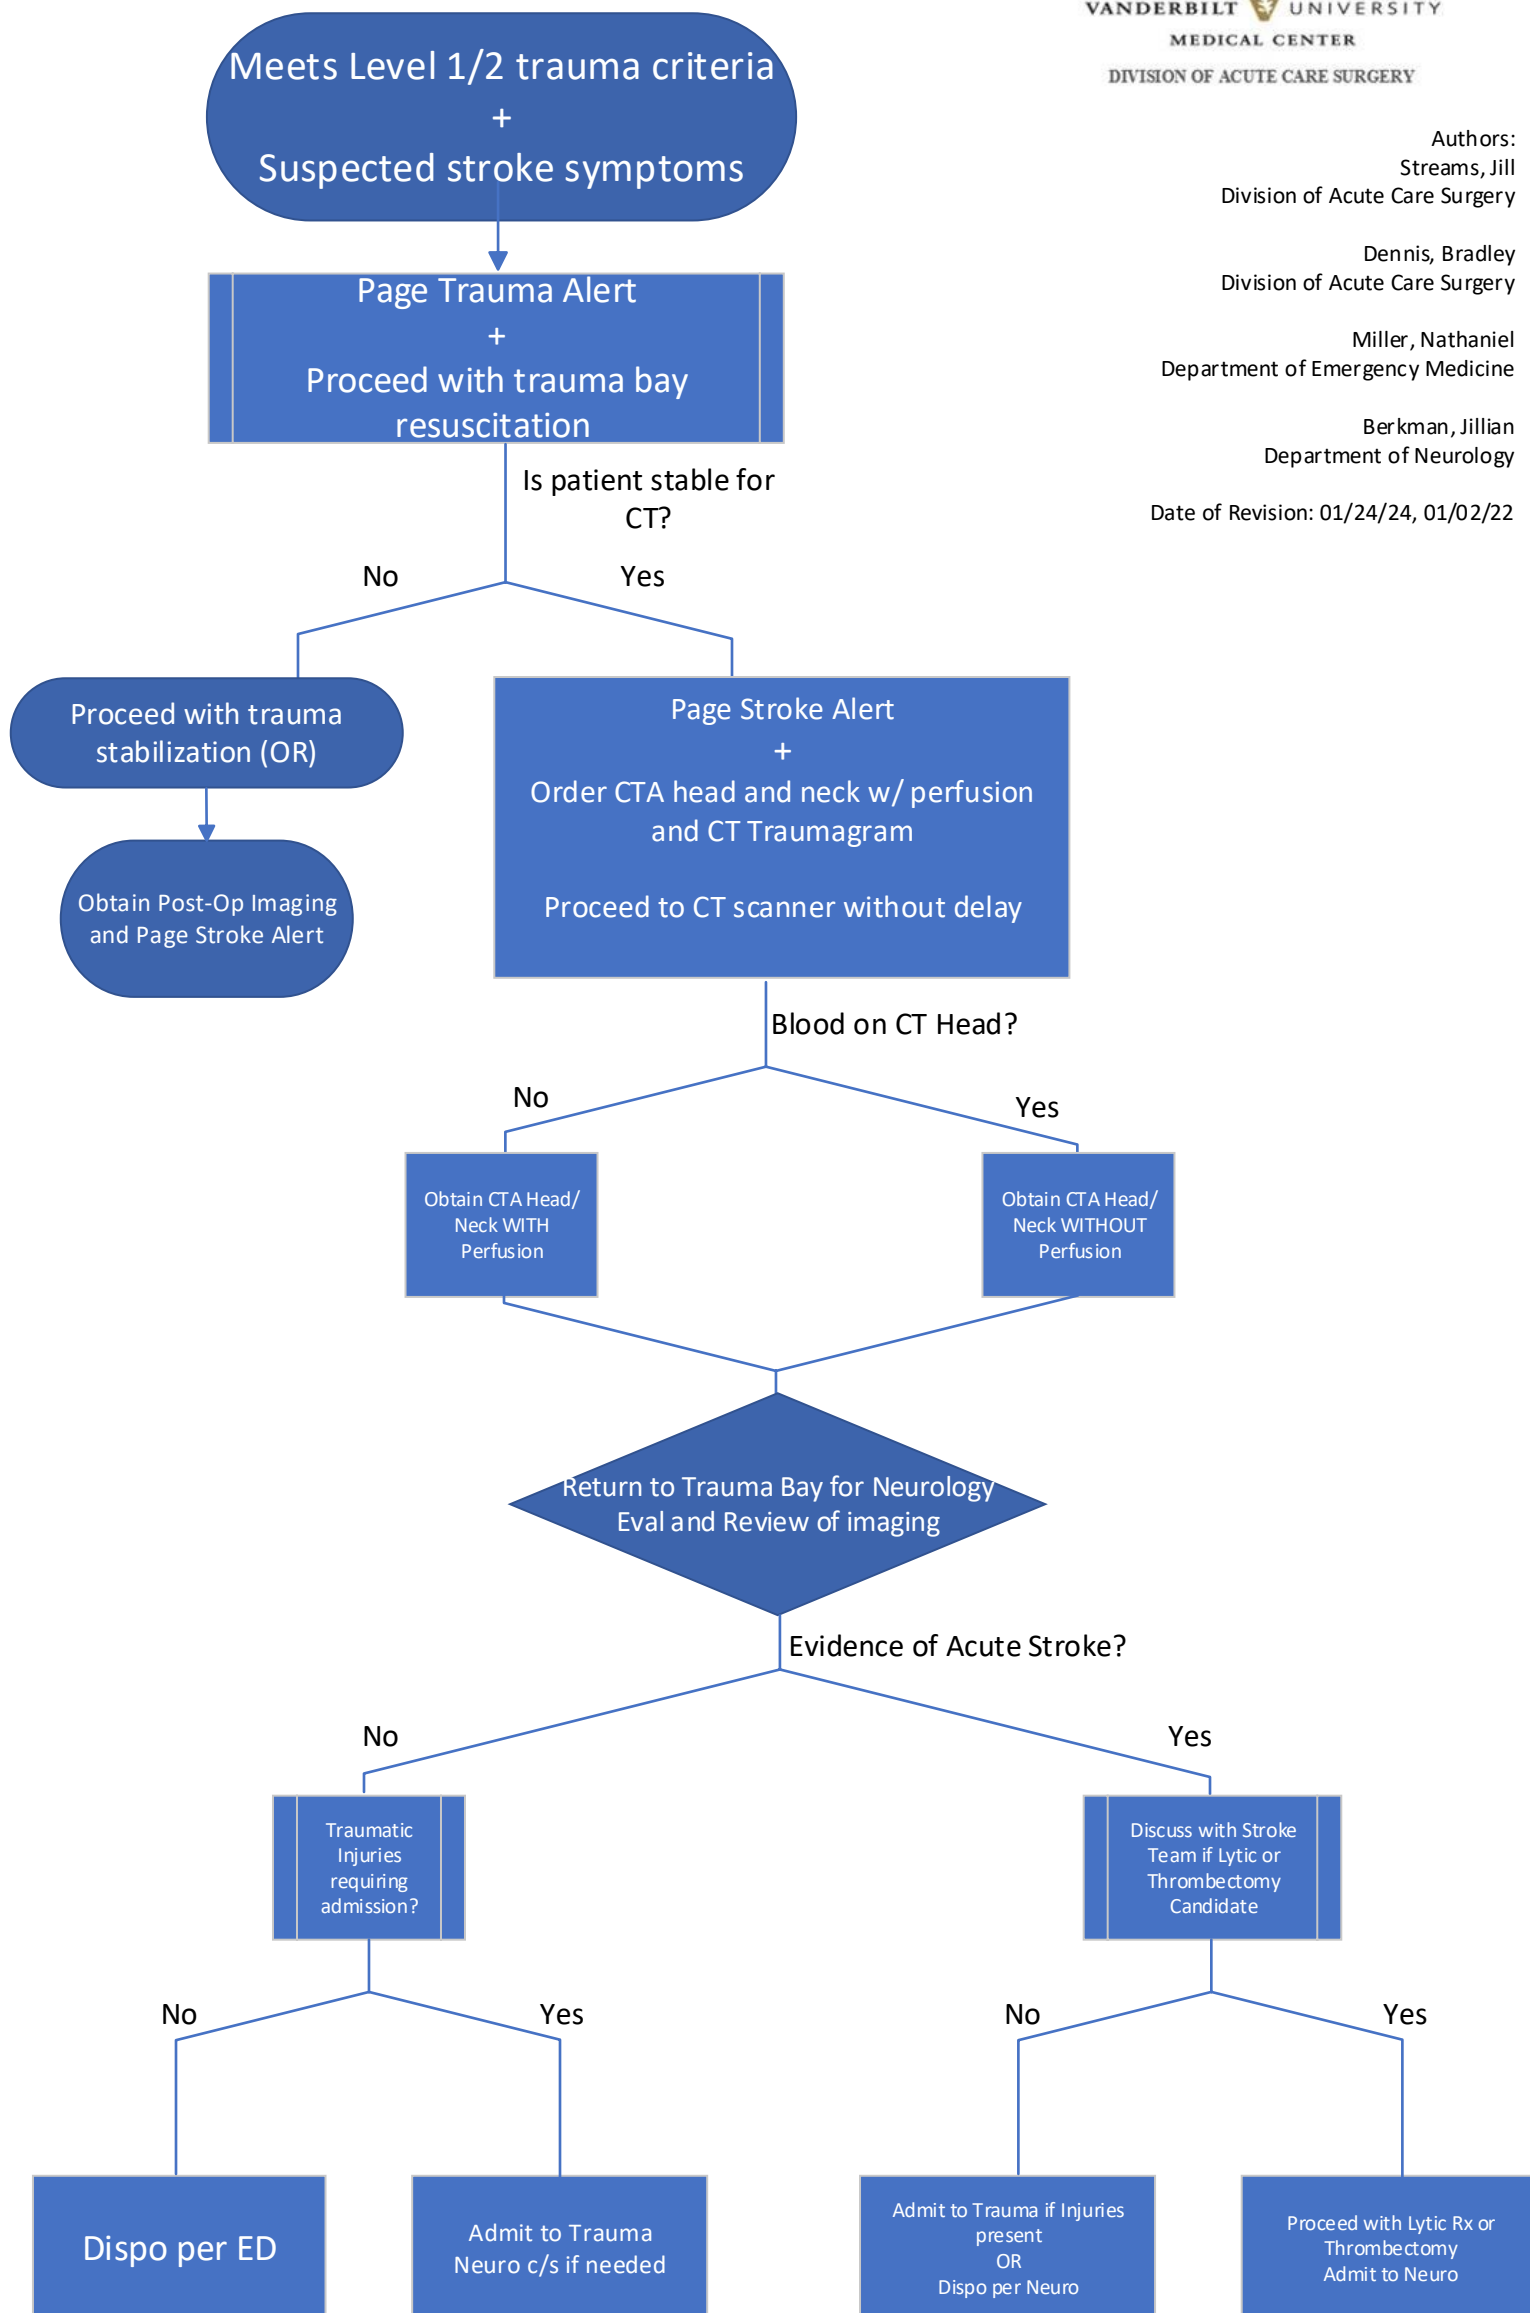 VANDERBILT UNIVERSITY
MEDICAL CENTER
DIVISION OF ACUTE CARE SURGERY
Authors:
Streams, Jill
Division of Acute Care Surgery
Dennis, Bradley
Division of Acute Care Surgery
Miller, Nathaniel
Department of Emergency Medicine
Berkman, Jillian
Department of Neurology
Date of Revision: 01/24/24, 01/02/22
Meets Level 1/2 trauma criteria
+
Suspected stroke symptoms
Page Trauma Alert
+
Proceed with trauma bay
resuscitation
Is patient stable for
CT?
No
Yes
Proceed with trauma
stabilization (OR)
Obtain Post-Op Imaging
and Page Stroke Alert
Page Stroke Alert
+
Order CTA head and neck w/ perfusion
and CT Traumagram
Proceed to CT scanner without delay
Blood on CT Head?
No
Yes
Obtain CTA Head/
Neck WITH
Perfusion
Obtain CTA Head/
Neck WITHOUT
Perfusion
Return to Trauma Bay for Neurology
Eval and Review of imaging
Evidence of Acute Stroke?
No
Yes
Traumatic
Injuries
requiring
admission?
Discuss with Stroke
Team if Lytic or
Thrombectomy
Candidate
No
Yes
No
Yes
Dispo per ED
Admit to Trauma
Neuro c/s if needed
Admit to Trauma if Injuries
present
OR
Dispo per Neuro
Proceed with Lytic Rx or
Thrombectomy
Admit to Neuro